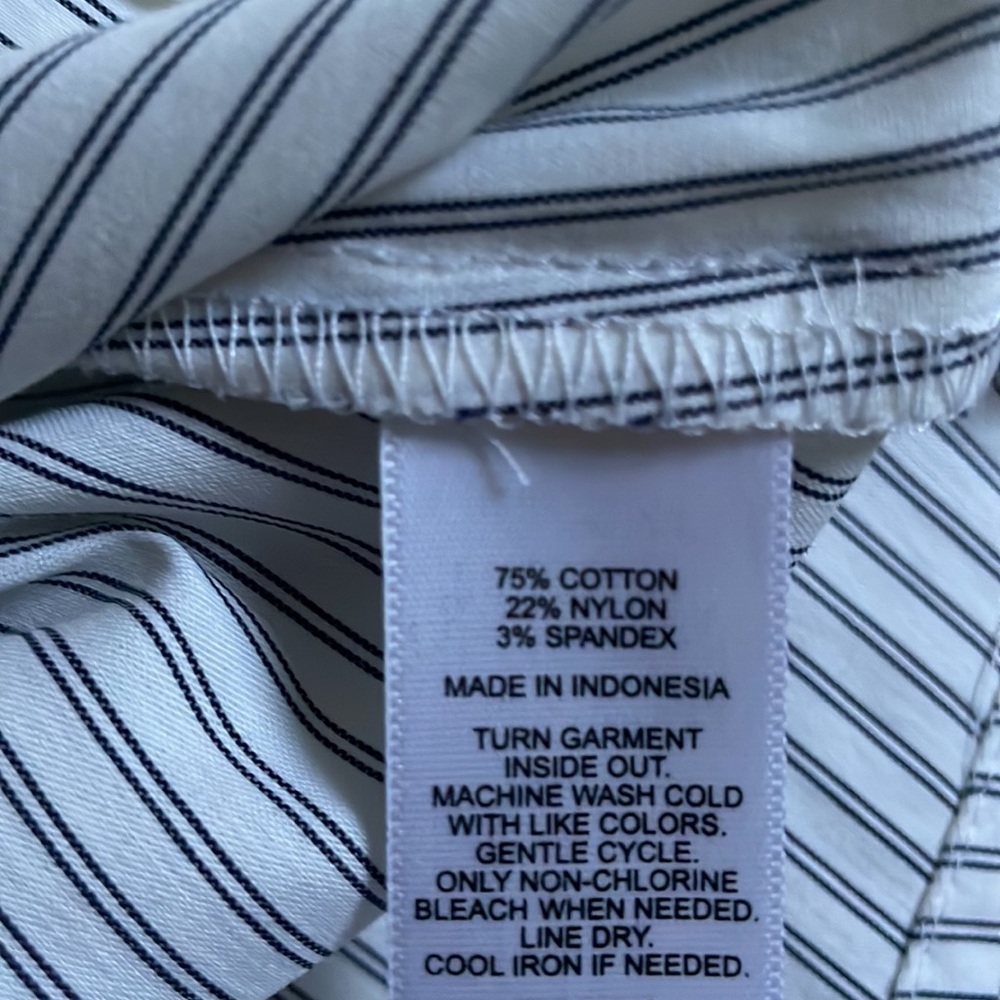 75% COTTON
22% NYLON
3% SPANDEX
MADE IN INDONESIA
TURN GARMENT
INSIDE OUT.
MACHINE WASH COLD
WITH LIKE COLORS.
GENTLE CYCLE.
ONLY NON-CHLORINE
BLEACH WHEN NEEDED.
LINE DRY.
COOL IRON IF NEEDED.